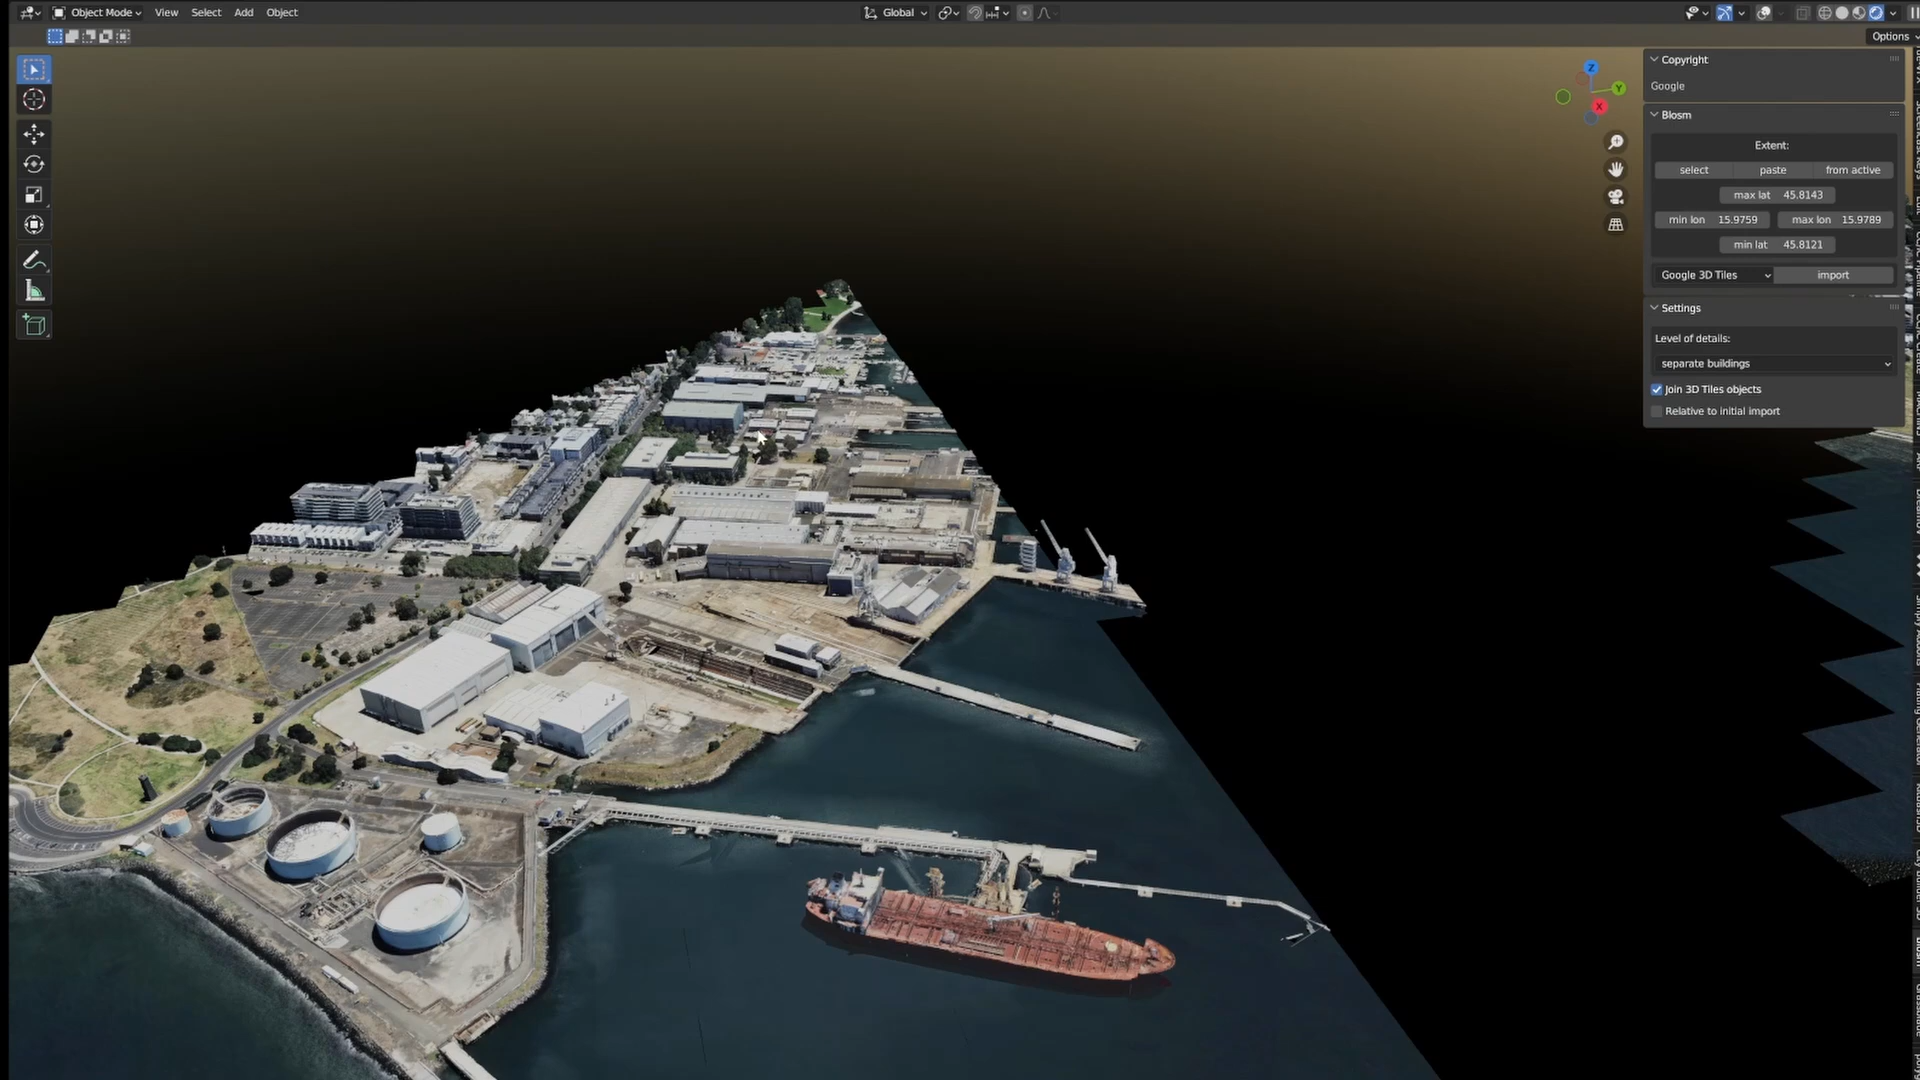 Object Mode View Select Add Object Global
Options
Copyright
Google
Blosm
Extent:
select paste from active
max lat 45.8143
min lon 15.9759 max lon 15.9789
min lat 45.8121
Google 3D Tiles import
Settings
Level of details:
separate buildings
Join 3D Tiles objects
Relative to initial import
Z
Y
X